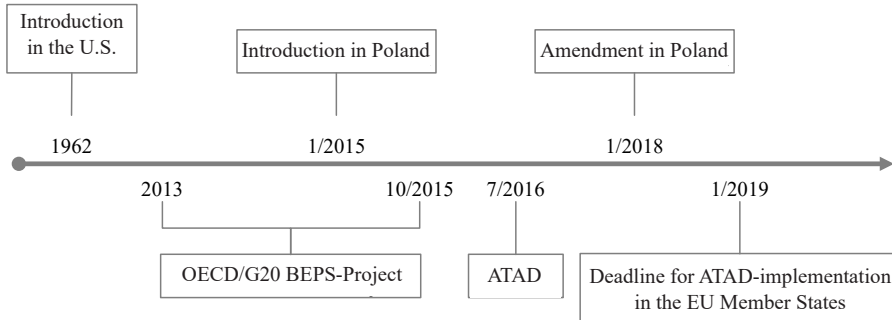 Introduction
in the U.S.
Introduction in Poland
Amendment in Poland
1962
1/2015
1/2018
2013
10/2015
7/2016
1/2019
OECD/G20 BEPS-Project
ATAD
Deadline for ATAD-implementation
in the EU Member States